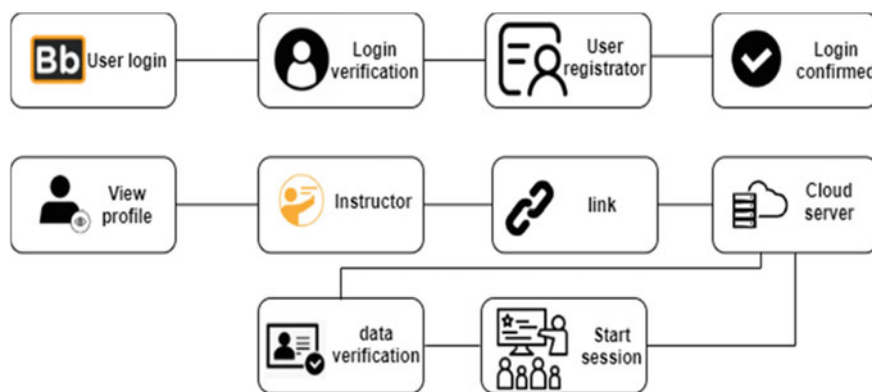 Bb User login
Login
verification
User
registrator
Login
confirmed
View
profile
Instructor
link
Cloud
server
data
verification
Start
session